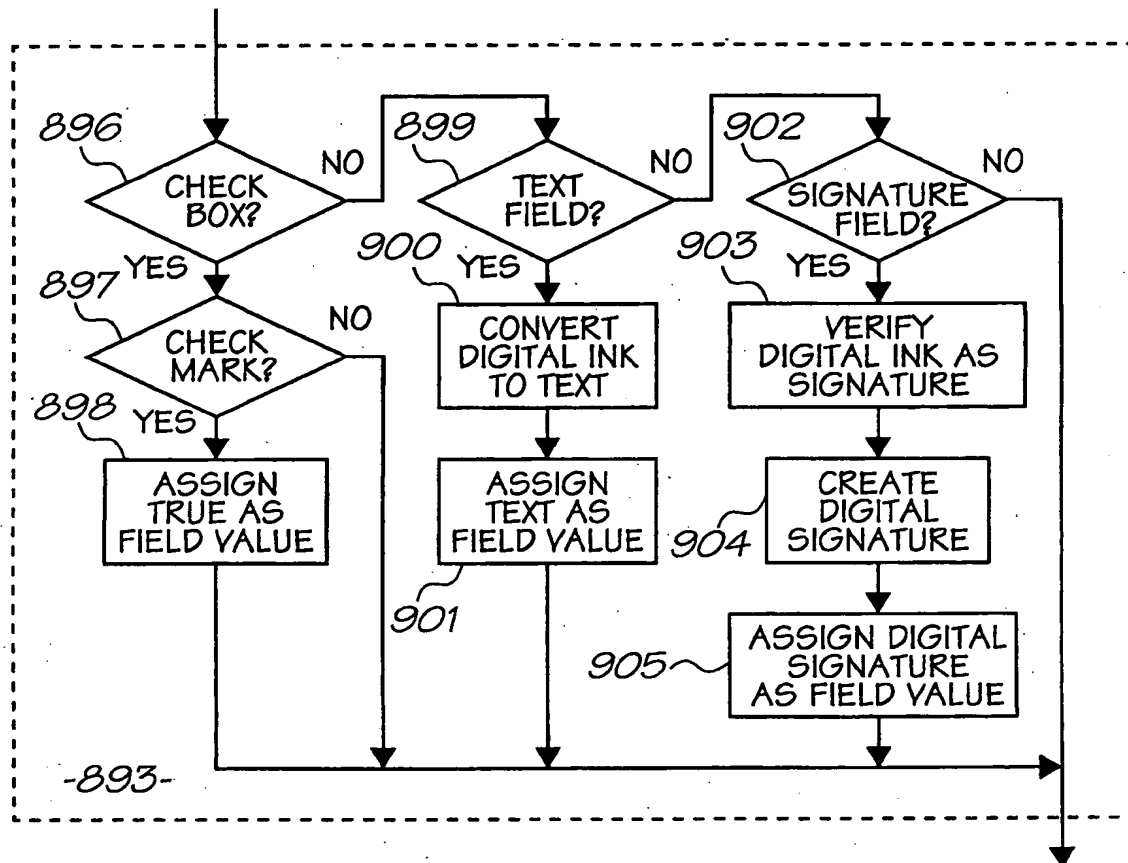 896
CHECK
BOX?
NO
YES
897
CHECK
MARK?
NO
YES
898
ASSIGN
TRUE AS
FIELD VALUE
899
TEXT
FIELD?
NO
YES
900
CONVERT
DIGITAL INK
TO TEXT
ASSIGN
TEXT AS
FIELD VALUE
901
902
SIGNATURE
FIELD?
NO
YES
903
VERIFY
DIGITAL INK AS
SIGNATURE
CREATE
DIGITAL
SIGNATURE
904
ASSIGN DIGITAL
SIGNATURE
AS FIELD VALUE
905
-893-